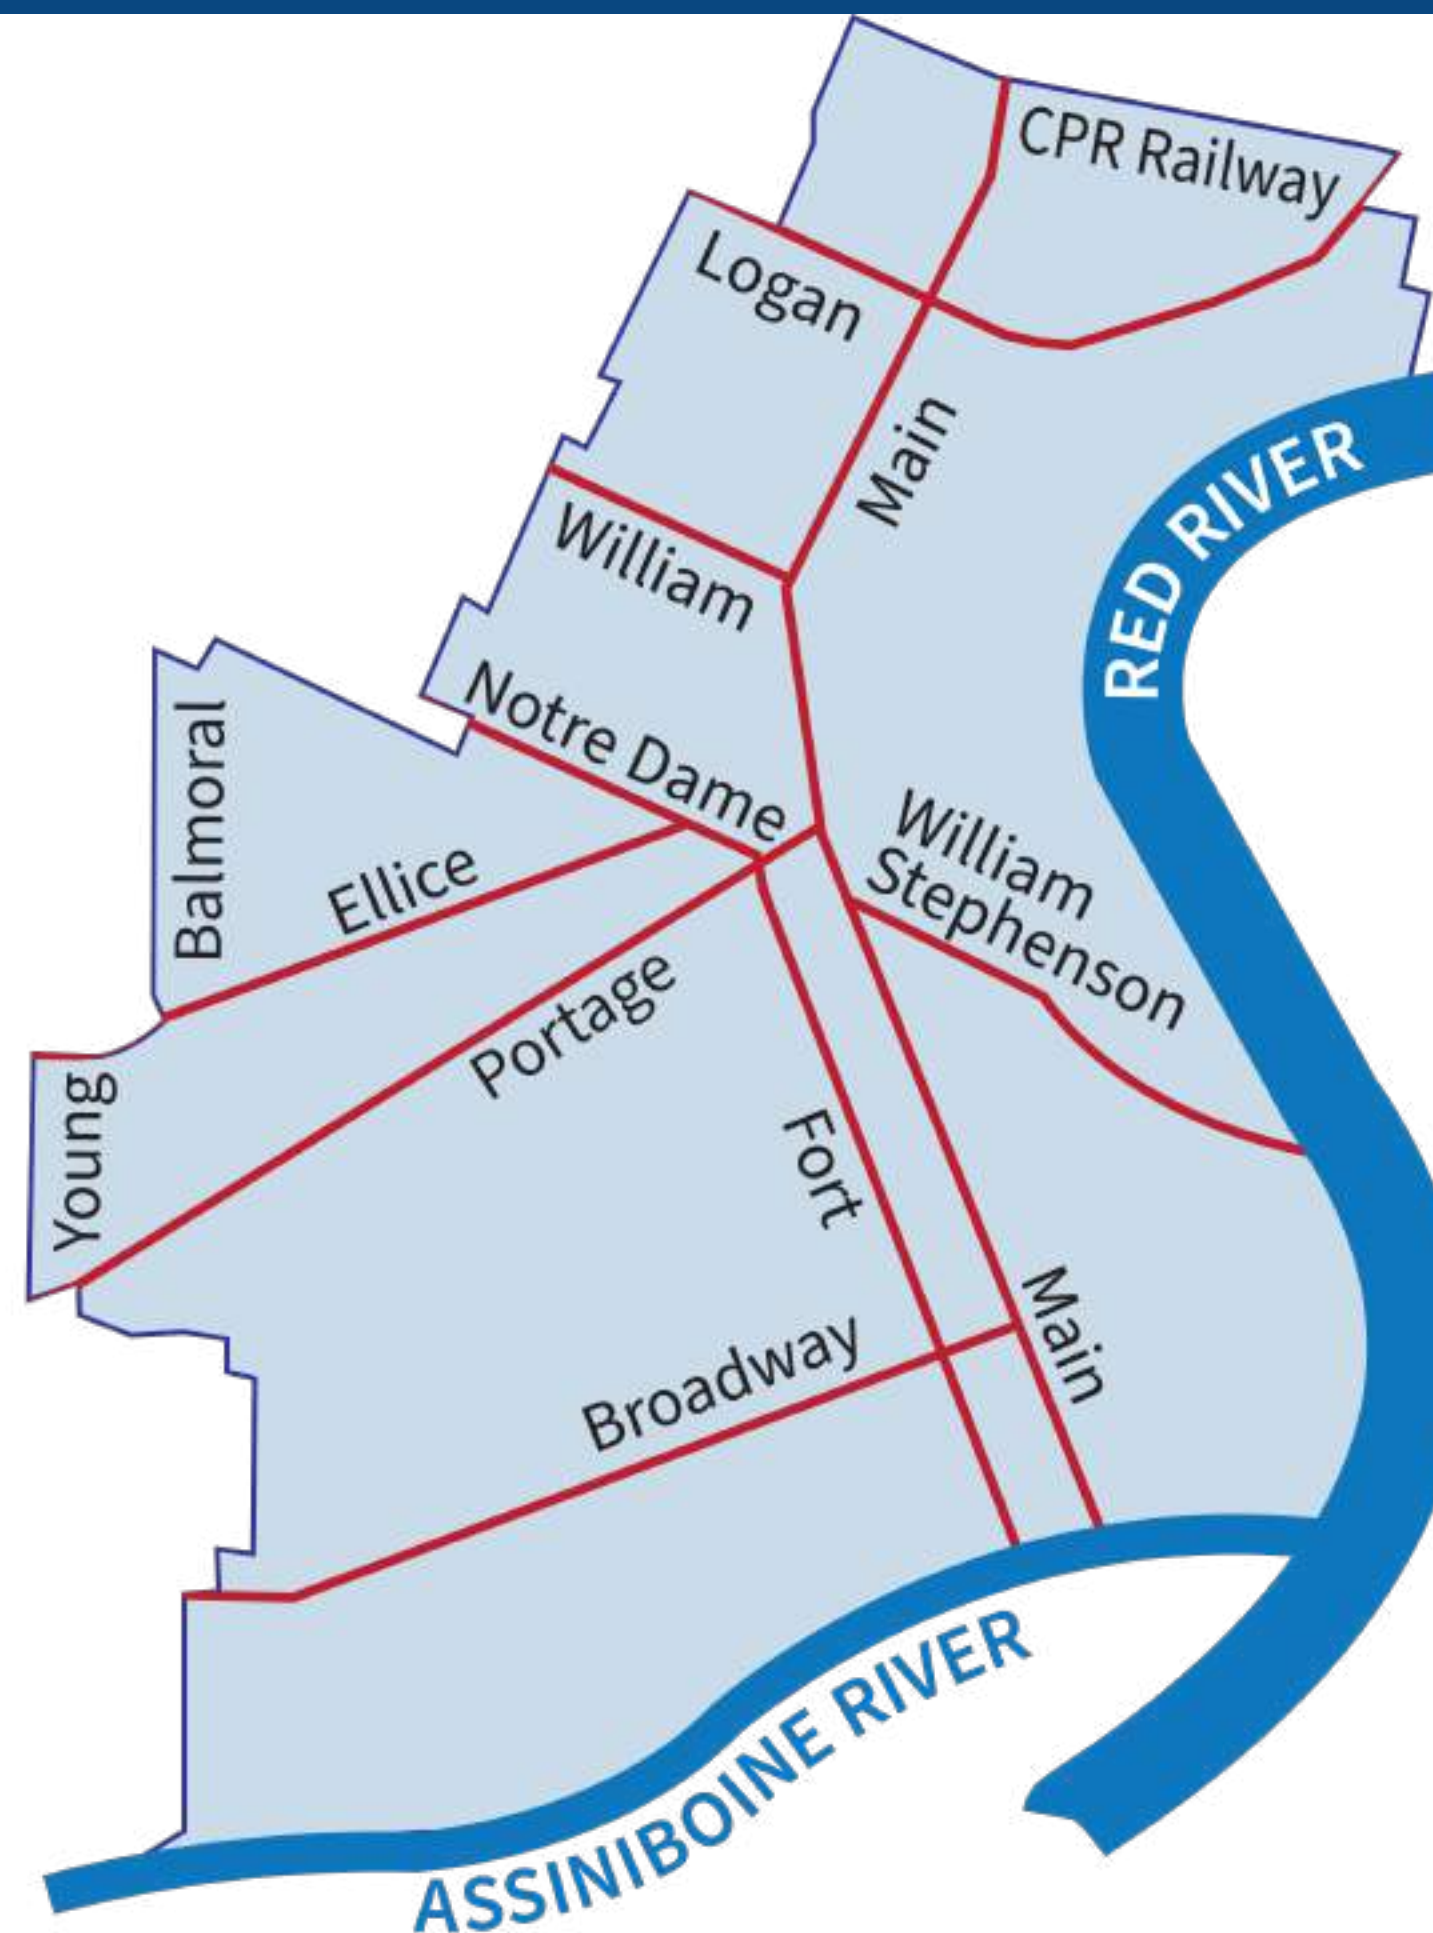 CPR Railway
Logan
Main
RED RIVER
William
Notre Dame
Balmoral
William
Stephenson
Ellice
Portage
Young
Fort
Main
Broadway
ASSINIBOINE RIVER